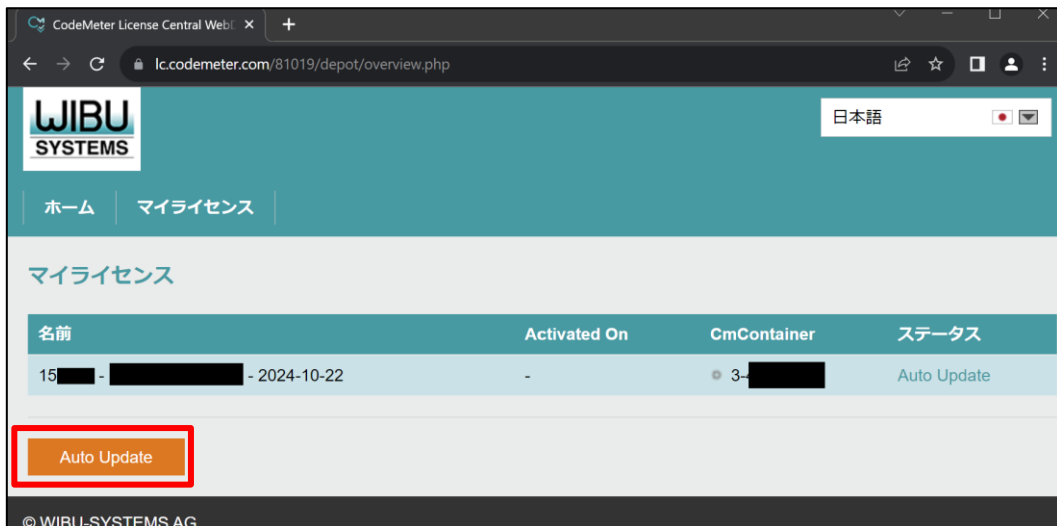 CodeMeter License Central Web
lc.codemeter.com/81019/depot/overview.php
WIBU
SYSTEMS
日本語
ホーム マイライセンス
マイライセンス
名前 Activated On CmContainer ステータス
15 - - 2024-10-22 - 3- Auto Update
Auto Update
© WIBU-SYSTEMS AG